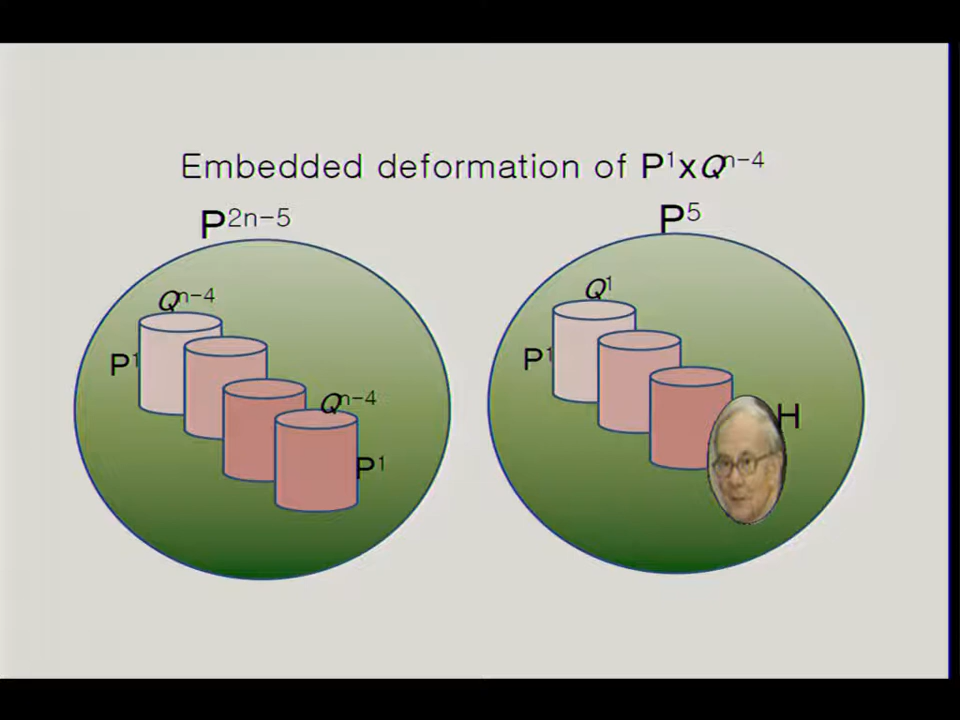 Embedded deformation of P¹xQⁿ⁻⁴
P²ⁿ⁻⁵
P⁵
Qⁿ⁻⁴
Q¹
P¹
P¹
Qⁿ⁻⁴
H
P¹